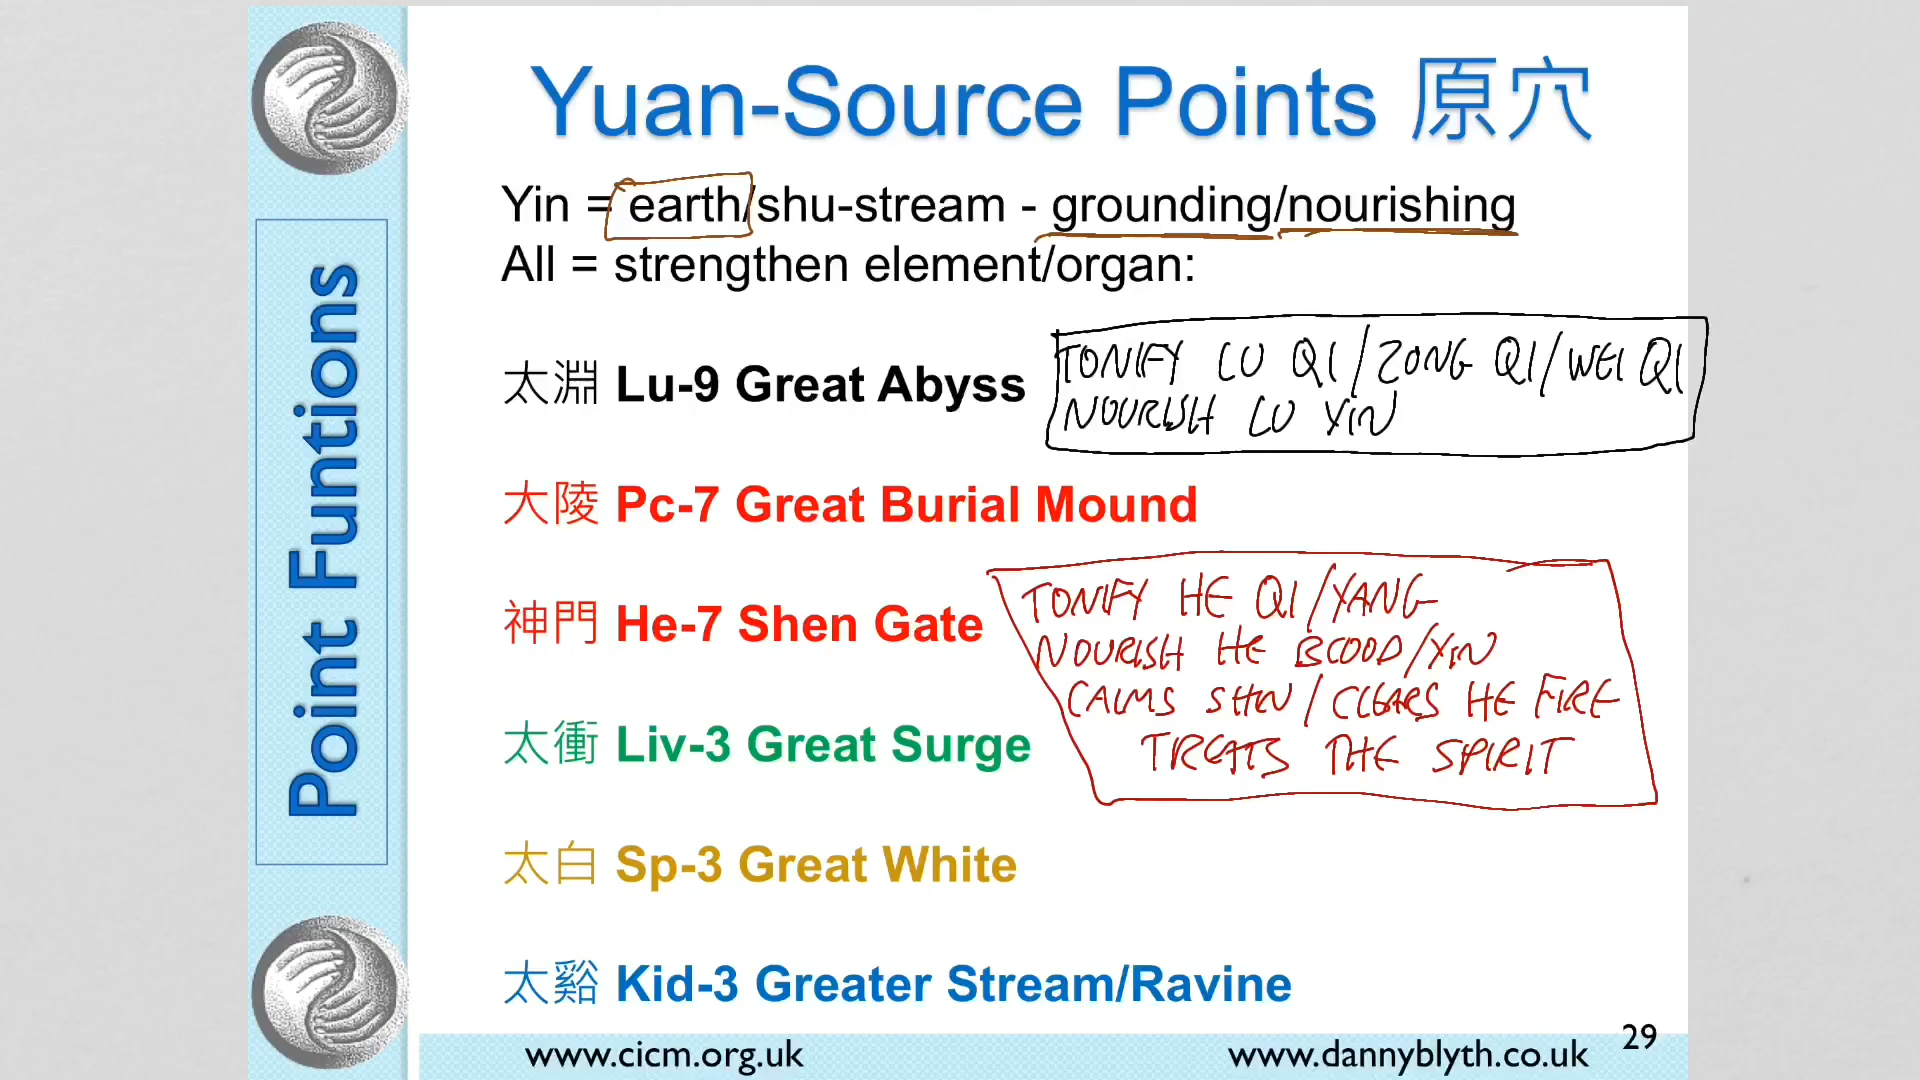 Yuan-Source Points 原穴
Yin = earth/shu-stream - grounding/nourishing
All = strengthen element/organ:
太淵 Lu-9 Great Abyss
TONIFY LU QI/ZONG QI/WEI QI
NOURISH LU YIN
大陵 Pc-7 Great Burial Mound
神門 He-7 Shen Gate
TONIFY HE QI/YANG
NOURISH HE BLOOD/YIN
CALMS SHEN/CLEARS HE FIRE
TREATS THE SPIRIT
太衝 Liv-3 Great Surge
太白 Sp-3 Great White
太谿 Kid-3 Greater Stream/Ravine
Point Funtions
www.cicm.org.uk
www.dannyblyth.co.uk
29